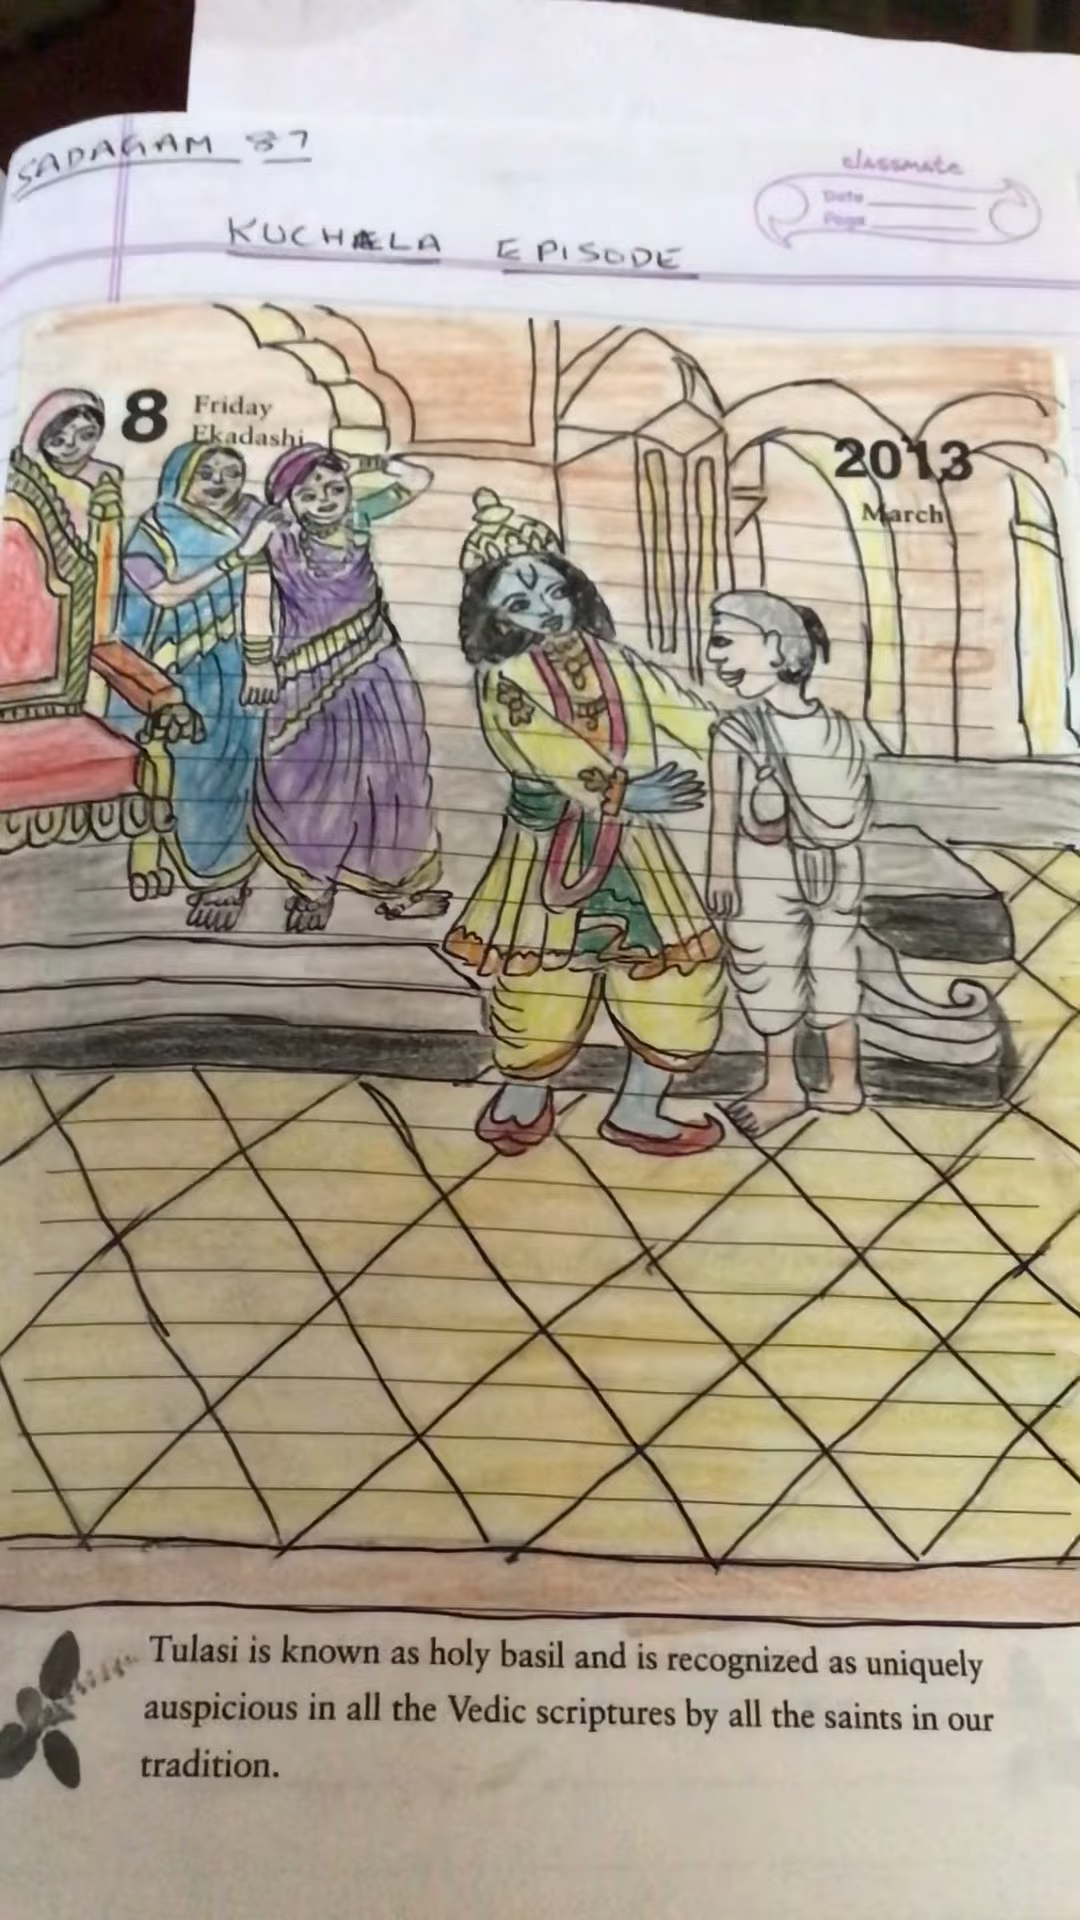 SADAGAM 87
classmate
Date
Page
KUCHELA EPISODE
8 Friday
Ekadashi
2013
March
Tulasi is known as holy basil and is recognized as uniquely
auspicious in all the Vedic scriptures by all the saints in our
tradition.